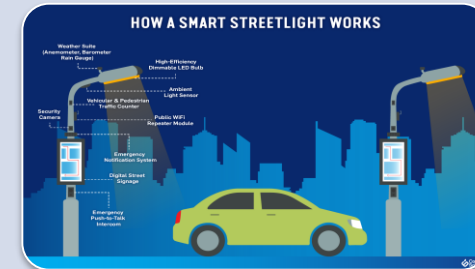 HOW A SMART STREETLIGHT WORKS
Weather Suite
(Anemometer, Barometer
Rain Gauge)
High-Efficiency
Dimmable LED Bulb
Ambient
Light Sensor
Vehicular & Pedestrian
Traffic Counter
Security
Camera
Public WiFi
Repeater Module
Emergency
Notification System
Digital Street
Signage
Emergency
Push-to-Talk
Intercom